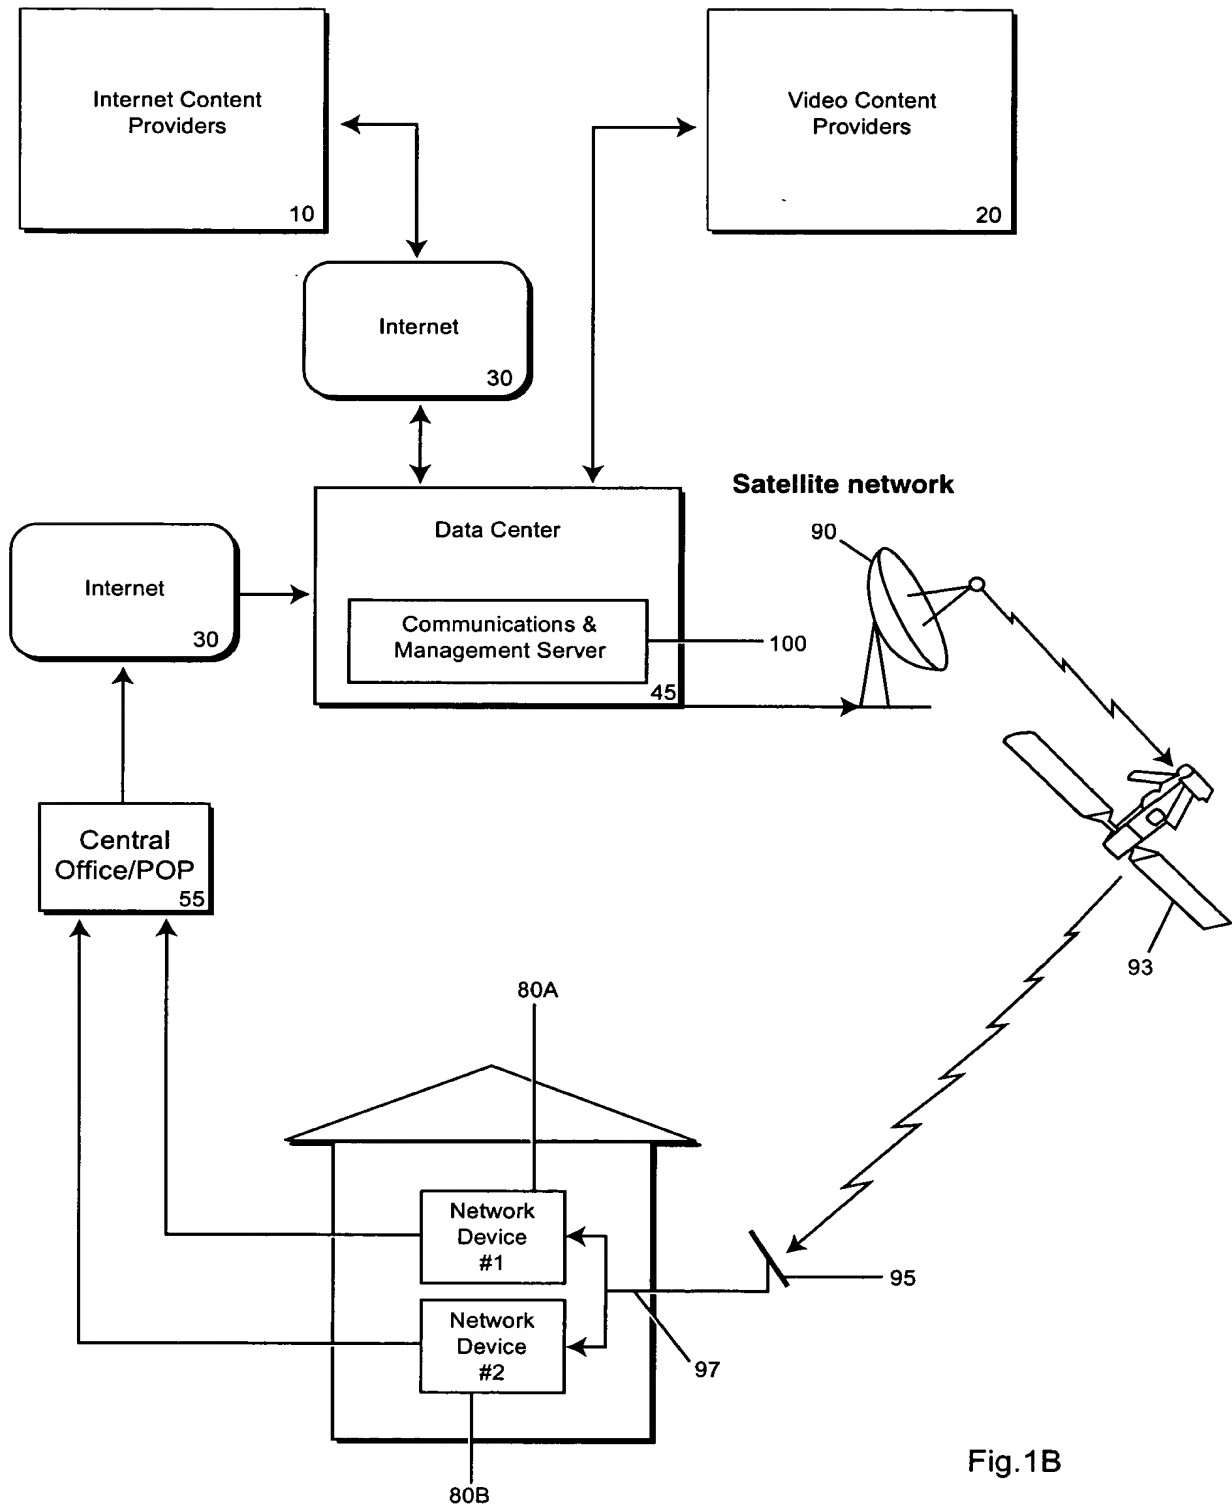 Internet Content
Providers
10
Video Content
Providers
20
Internet
30
Satellite network
Data Center
Communications &
Management Server
100
45
90
Internet
30
Central
Office/POP
55
93
80A
Network
Device
#1
95
Network
Device
#2
97
80B
Fig.1B